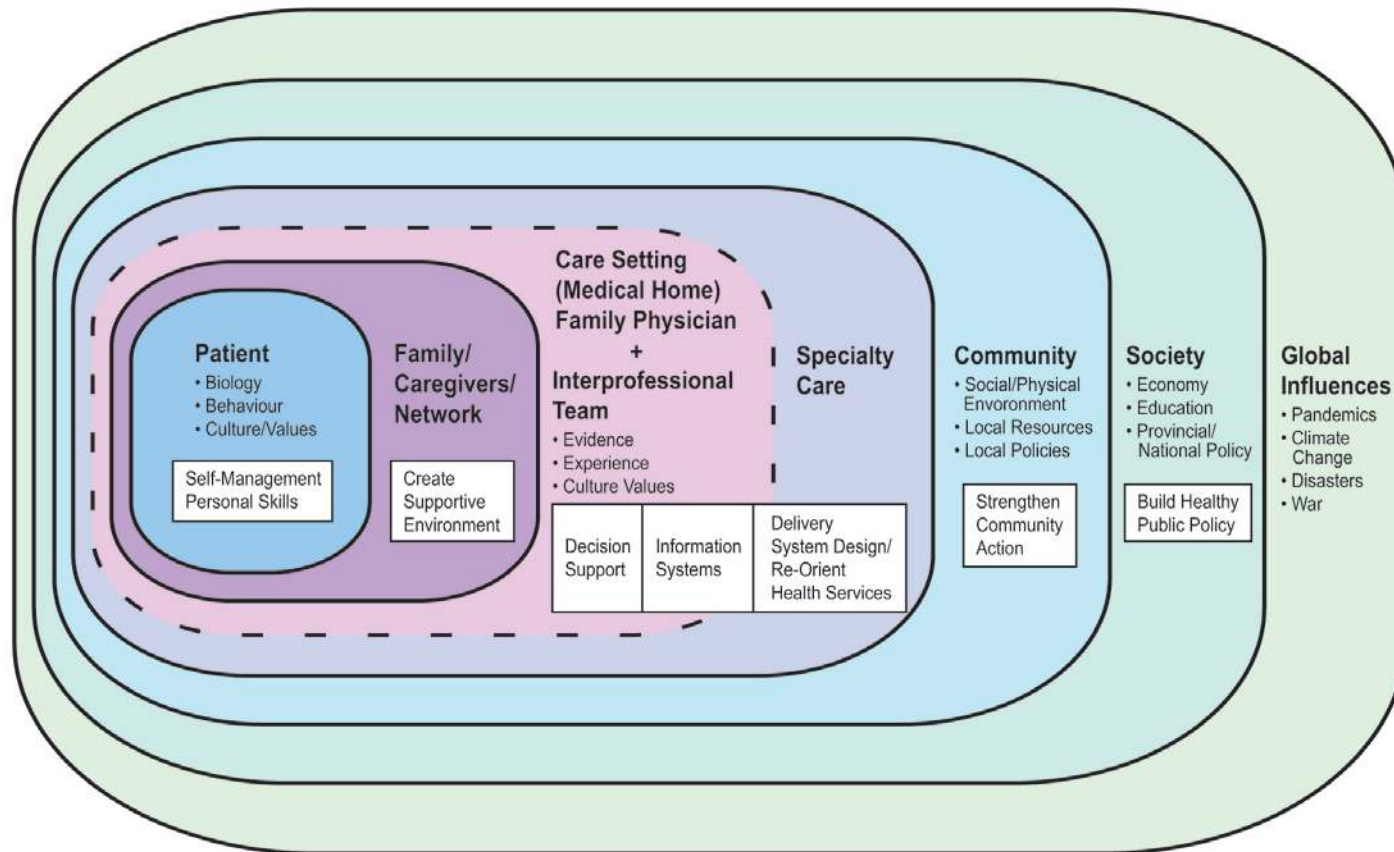 Patient
• Biology
• Behaviour
• Culture/Values
Self-Management
Personal Skills
Family/
Caregivers/
Network
Create
Supportive
Environment
Care Setting
(Medical Home)
Family Physician
+
Interprofessional
Team
• Evidence
• Experience
• Culture Values
Decision
Support
Information
Systems
Delivery
System Design/
Re-Orient
Health Services
Specialty
Care
Community
• Social/Physical
Envoronment
• Local Resources
• Local Policies
Strengthen
Community
Action
Society
• Economy
• Education
• Provincial/
National Policy
Build Healthy
Public Policy
Global
Influences
• Pandemics
• Climate
Change
• Disasters
• War